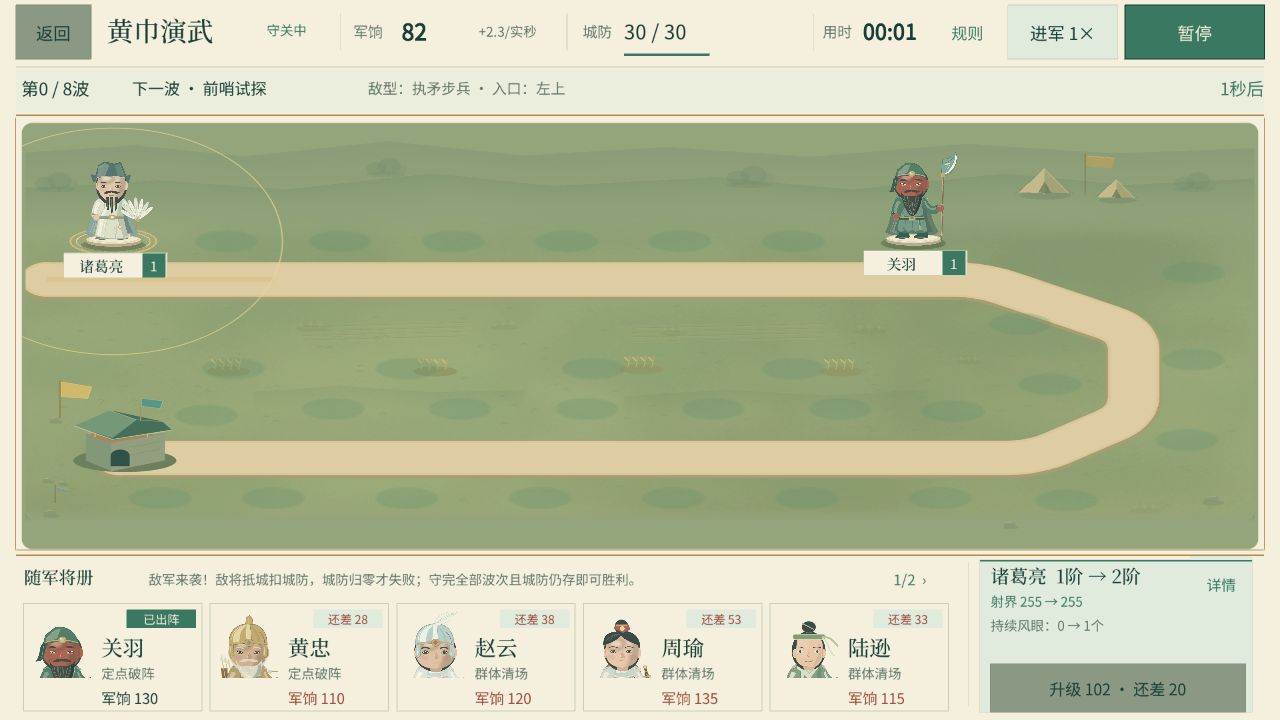 返回
黄巾演武
守关中
军饷 82 +2.3/实秒
城防 30 / 30
用时 00:01
规则
进军 1×
暂停
第0 / 8波
下一波 · 前哨试探
敌型：执矛步兵 · 入口：左上
1秒后
诸葛亮 1
关羽 1
随军将册
敌军来袭！敌将抵城扣城防，城防归零才失败；守完全部波次且城防仍存即可胜利。
1/2 ›
已出阵
关羽
定点破阵
军饷 130
还差 28
黄忠
定点破阵
军饷 110
还差 38
赵云
群体清场
军饷 120
还差 53
周瑜
群体清场
军饷 135
还差 33
陆逊
群体清场
军饷 115
诸葛亮 1阶 → 2阶
详情
射界 255 → 255
持续风眼：0 → 1个
升级 102 · 还差 20